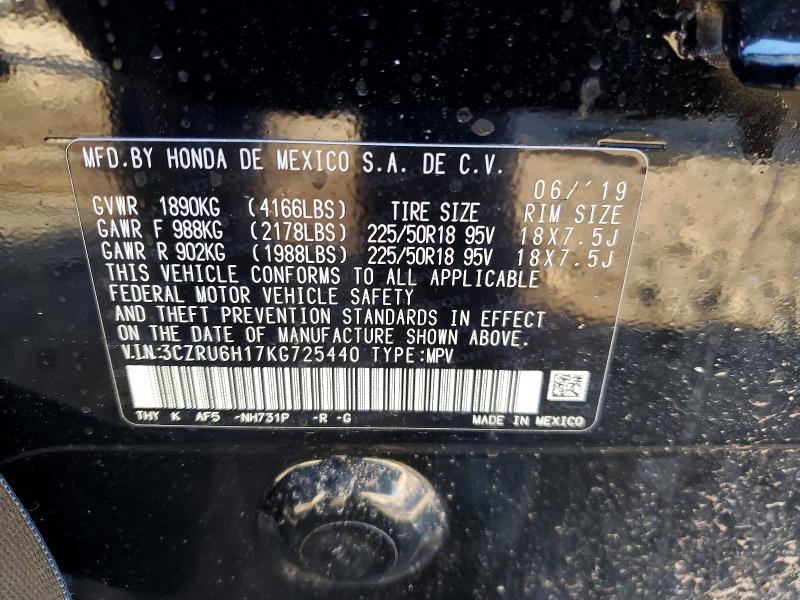 MFD.BY HONDA DE MEXICO S.A. DE C.V.
06/'19
GVWR 1890KG (4166LBS) TIRE SIZE RIM SIZE
GAWR F 988KG (2178LBS) 225/50R18 95V 18X7.5J
GAWR R 902KG (1988LBS) 225/50R18 95V 18X7.5J
THIS VEHICLE CONFORMS TO ALL APPLICABLE
FEDERAL MOTOR VEHICLE SAFETY
AND THEFT PREVENTION STANDARDS IN EFFECT
ON THE DATE OF MANUFACTURE SHOWN ABOVE.
V.I.N:3CZRU6H17KG725440 TYPE:MPV
THY K AF5 -NH731P -R -G MADE IN MEXICO